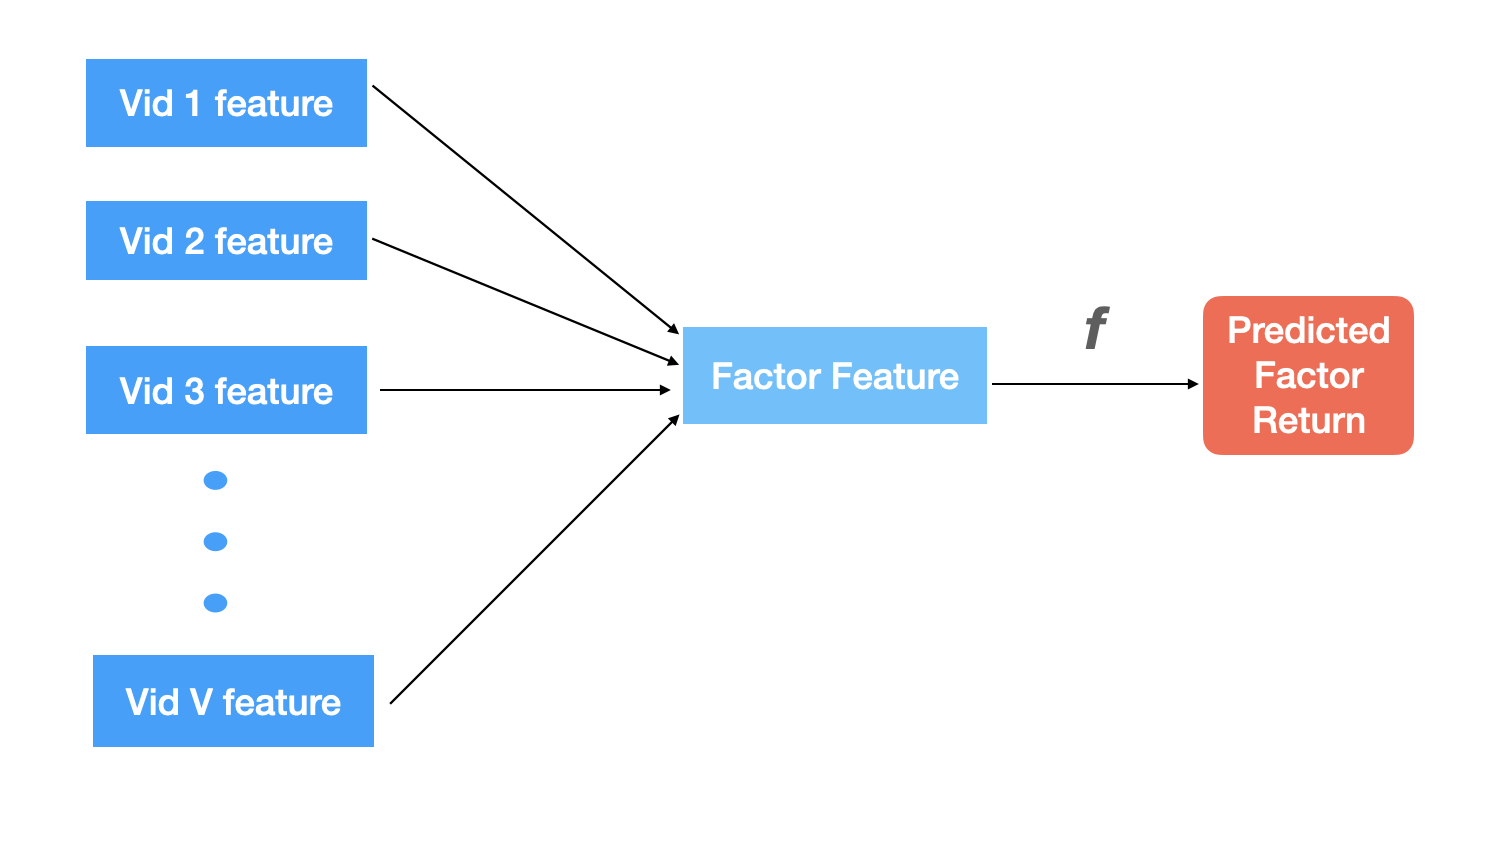 Vid 1 feature
Vid 2 feature
Vid 3 feature
Vid V feature
Factor Feature
f
Predicted
Factor
Return